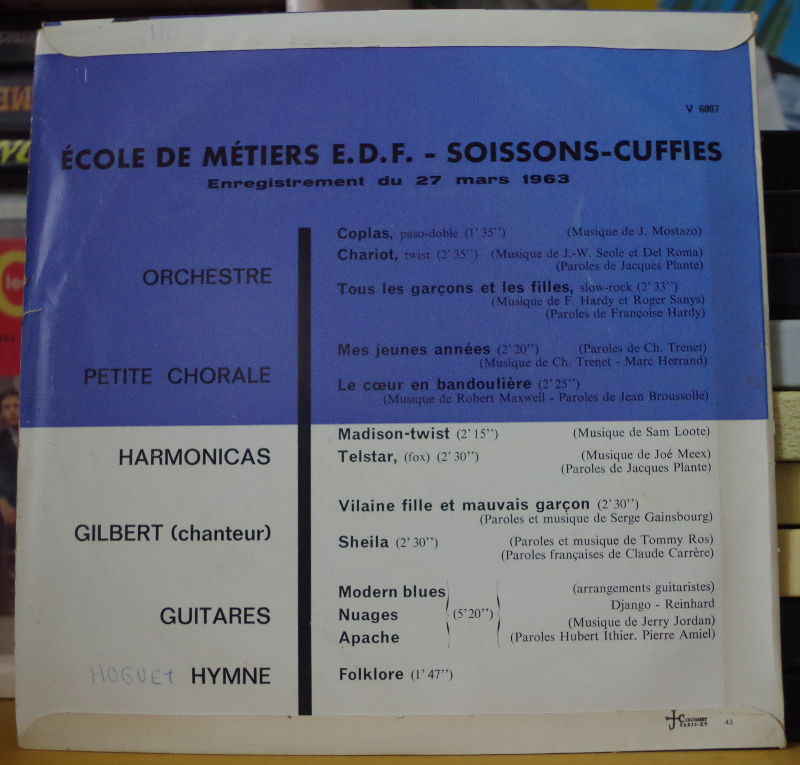 V 6807
ÉCOLE DE MÉTIERS E.D.F. - SOISSONS-CUFFIES
Enregistrement du 27 mars 1963
ORCHESTRE
Coplas, paso-doble (1'35'') (Musique de J. Mostazo)
Chariot, twist (2'35'') (Musique de J.-W. Seole et Del Roma)
(Paroles de Jacques Plante)
Tous les garçons et les filles, slow-rock (2'33'')
(Musique de F. Hardy et Roger Sanys)
(Paroles de Françoise Hardy)
PETITE CHORALE
Mes jeunes années (2'20'') (Paroles de Ch. Trenet)
(Musique de Ch. Trenet - Marc Herrand)
Le cœur en bandoulière (2'25'')
(Musique de Robert Maxwell - Paroles de Jean Broussolle)
HARMONICAS
Madison-twist (2'15'') (Musique de Sam Loote)
Telstar, (fox) (2'30'') (Musique de Joé Meex)
(Paroles de Jacques Plante)
GILBERT (chanteur)
Vilaine fille et mauvais garçon (2'30'')
(Paroles et musique de Serge Gainsbourg)
Sheila (2'30'') (Paroles et musique de Tommy Ros)
(Paroles françaises de Claude Carrère)
GUITARES
Modern blues (arrangements guitaristes)
Nuages (5'20'') Django - Reinhard
(Musique de Jerry Jordan)
Apache (Paroles Hubert Ithier. Pierre Amiel)
HOGUET HYMNE
Folklore (1'47'')
COLOMBET
PARIS-XV
43